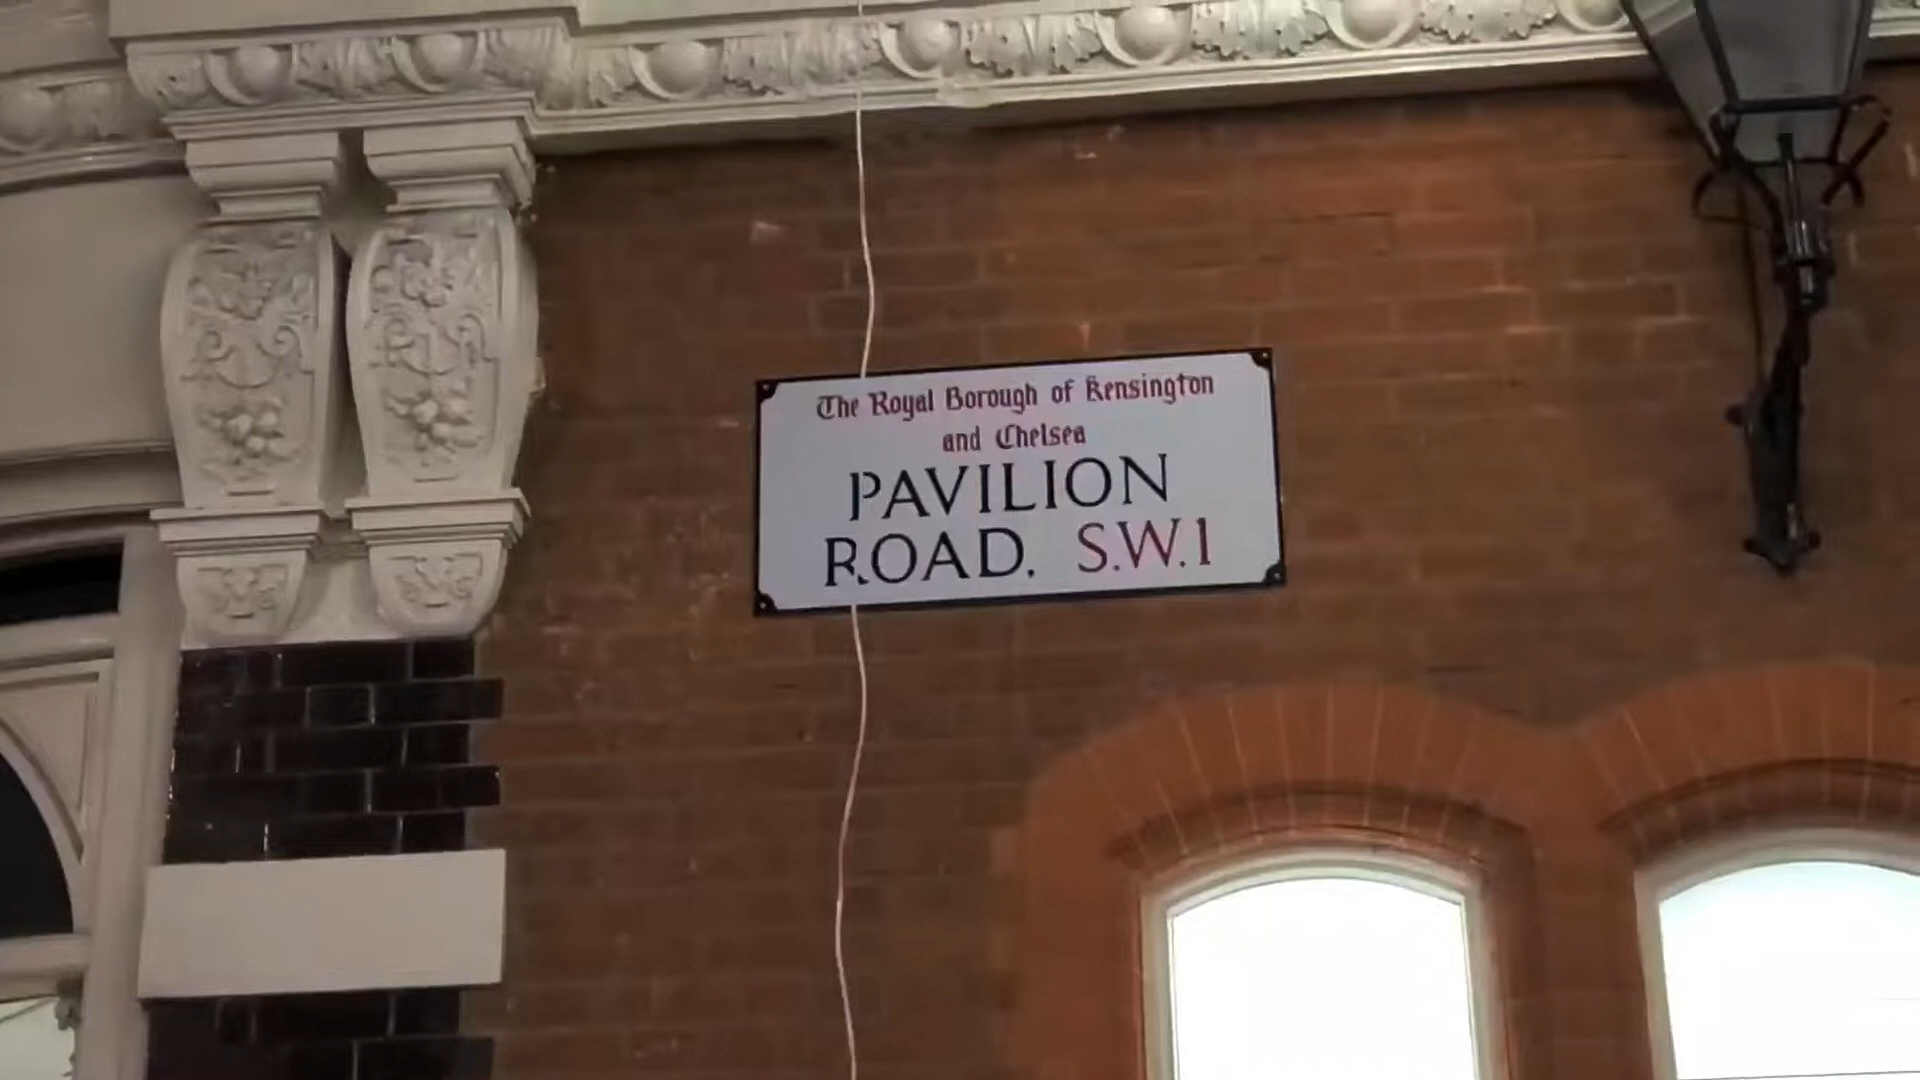 The Royal Borough of Kensington
and Chelsea
PAVILION
ROAD. S.W.1